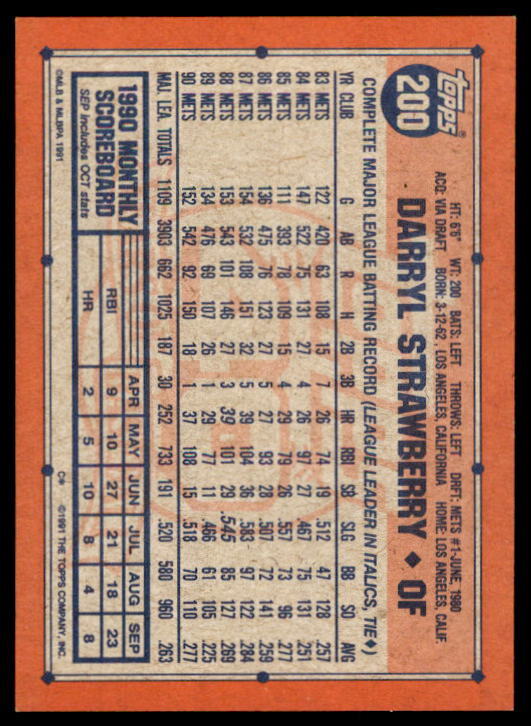 topps®
200
HT: 6'6" WT: 200 BATS: LEFT THROWS: LEFT DRFT: METS #1-JUNE, 1980
ACQ: VIA DRAFT BORN: 3-12-62, LOS ANGELES, CALIFORNIA HOME: LOS ANGELES, CALIF.
DARRYL STRAWBERRY ◆ OF
COMPLETE MAJOR LEAGUE BATTING RECORD (LEAGUE LEADER IN ITALICS, TIE◆)
YR CLUB G AB R H 2B 3B HR RBI SB SLG BB SO AVG
83 METS 122 420 63 108 15 7 26 74 19 .512 47 128 .257
84 METS 147 522 75 131 27 4 26 97 27 .467 75 131 .251
85 METS 111 393 78 109 15 4 29 79 26 .557 73 96 .277
86 METS 136 475 76 123 27 5 27 93 28 .507 72 141 .259
87 METS 154 532 108 151 32 5 39 104 36 .583 97 122 .284
88 METS 153 543 101 146 27 3 39 101 29 .545 85 127 .269
89 METS 134 476 69 107 26 1 29 77 11 .466 61 105 .225
90 METS 152 542 92 150 18 1 37 108 15 .518 70 110 .277
MAJ. LEA. TOTALS 1109 3903 662 1025 187 30 252 733 191 .520 580 960 .263
1990 MONTHLY
SCOREBOARD
SEP includes OCT stats
APR MAY JUN JUL AUG SEP
RBI 9 10 27 21 18 23
HR 2 5 10 8 4 8
©MLB & MLBPA 1991
C* ©1991 THE TOPPS COMPANY, INC.